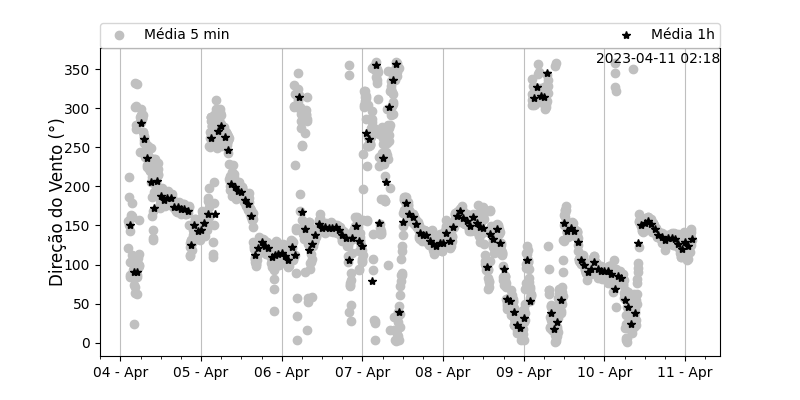 Média 5 min
Média 1h
2023-04-11 02:18
Direção do Vento (°)
350
300
250
200
150
100
50
0
04 - Apr
05 - Apr
06 - Apr
07 - Apr
08 - Apr
09 - Apr
10 - Apr
11 - Apr